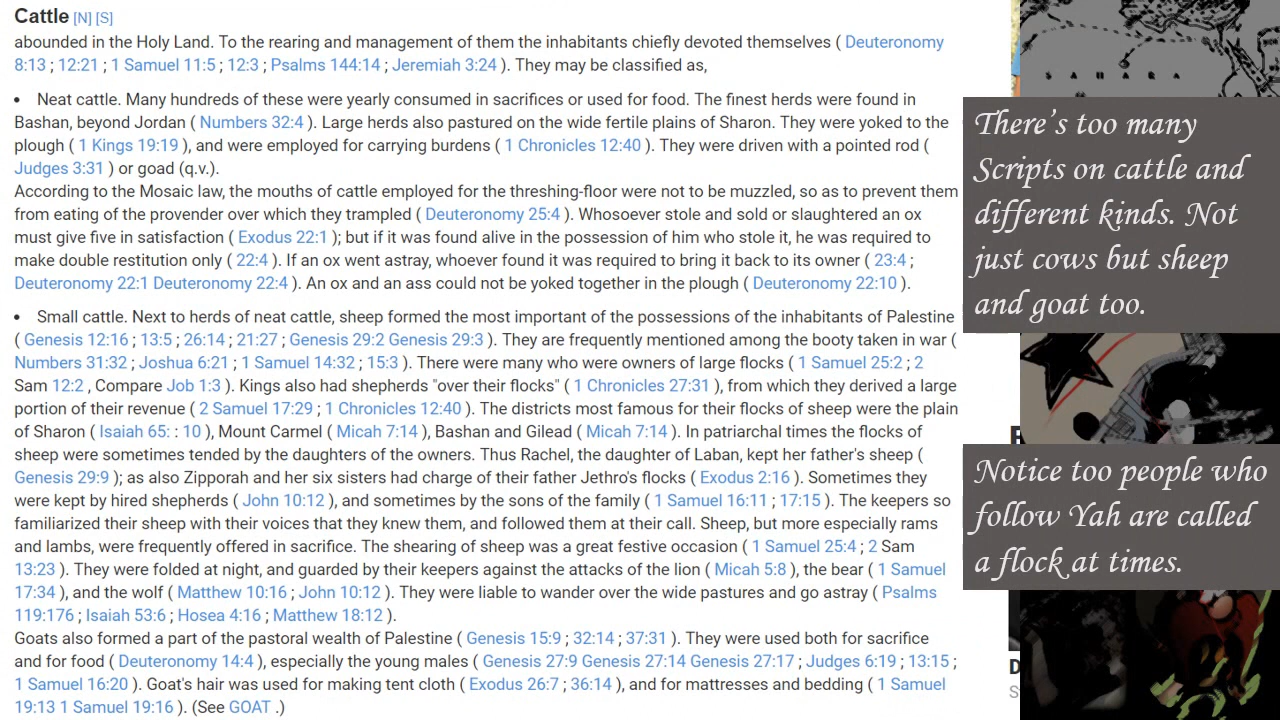 Cattle [N] [S]
abounded in the Holy Land. To the rearing and management of them the inhabitants chiefly devoted themselves ( Deuteronomy
8:13 ; 12:21 ; 1 Samuel 11:5 ; 12:3 ; Psalms 144:14 ; Jeremiah 3:24 ). They may be classified as,
• Neat cattle. Many hundreds of these were yearly consumed in sacrifices or used for food. The finest herds were found in
Bashan, beyond Jordan ( Numbers 32:4 ). Large herds also pastured on the wide fertile plains of Sharon. They were yoked to the
plough ( 1 Kings 19:19 ), and were employed for carrying burdens ( 1 Chronicles 12:40 ). They were driven with a pointed rod (
Judges 3:31 ) or goad (q.v.).
According to the Mosaic law, the mouths of cattle employed for the threshing-floor were not to be muzzled, so as to prevent them
from eating of the provender over which they trampled ( Deuteronomy 25:4 ). Whosoever stole and sold or slaughtered an ox
must give five in satisfaction ( Exodus 22:1 ); but if it was found alive in the possession of him who stole it, he was required to
make double restitution only ( 22:4 ). If an ox went astray, whoever found it was required to bring it back to its owner ( 23:4 ;
Deuteronomy 22:1 Deuteronomy 22:4 ). An ox and an ass could not be yoked together in the plough ( Deuteronomy 22:10 ).
• Small cattle. Next to herds of neat cattle, sheep formed the most important of the possessions of the inhabitants of Palestine
( Genesis 12:16 ; 13:5 ; 26:14 ; 21:27 ; Genesis 29:2 Genesis 29:3 ). They are frequently mentioned among the booty taken in war (
Numbers 31:32 ; Joshua 6:21 ; 1 Samuel 14:32 ; 15:3 ). There were many who were owners of large flocks ( 1 Samuel 25:2 ; 2
Sam 12:2 , Compare Job 1:3 ). Kings also had shepherds "over their flocks" ( 1 Chronicles 27:31 ), from which they derived a large
portion of their revenue ( 2 Samuel 17:29 ; 1 Chronicles 12:40 ). The districts most famous for their flocks of sheep were the plain
of Sharon ( Isaiah 65: : 10 ), Mount Carmel ( Micah 7:14 ), Bashan and Gilead ( Micah 7:14 ). In patriarchal times the flocks of
sheep were sometimes tended by the daughters of the owners. Thus Rachel, the daughter of Laban, kept her father's sheep (
Genesis 29:9 ); as also Zipporah and her six sisters had charge of their father Jethro's flocks ( Exodus 2:16 ). Sometimes they
were kept by hired shepherds ( John 10:12 ), and sometimes by the sons of the family ( 1 Samuel 16:11 ; 17:15 ). The keepers so
familiarized their sheep with their voices that they knew them, and followed them at their call. Sheep, but more especially rams
and lambs, were frequently offered in sacrifice. The shearing of sheep was a great festive occasion ( 1 Samuel 25:4 ; 2 Sam
13:23 ). They were folded at night, and guarded by their keepers against the attacks of the lion ( Micah 5:8 ), the bear ( 1 Samuel
17:34 ), and the wolf ( Matthew 10:16 ; John 10:12 ). They were liable to wander over the wide pastures and go astray ( Psalms
119:176 ; Isaiah 53:6 ; Hosea 4:16 ; Matthew 18:12 ).
Goats also formed a part of the pastoral wealth of Palestine ( Genesis 15:9 ; 32:14 ; 37:31 ). They were used both for sacrifice
and for food ( Deuteronomy 14:4 ), especially the young males ( Genesis 27:9 Genesis 27:14 Genesis 27:17 ; Judges 6:19 ; 13:15 ;
1 Samuel 16:20 ). Goat's hair was used for making tent cloth ( Exodus 26:7 ; 36:14 ), and for mattresses and bedding ( 1 Samuel
19:13 1 Samuel 19:16 ). (See GOAT .)
SAHARA
There's too many
Scripts on cattle and
different kinds. Not
just cows but sheep
and goat too.
Notice too people who
follow Yah are called
a flock at times.